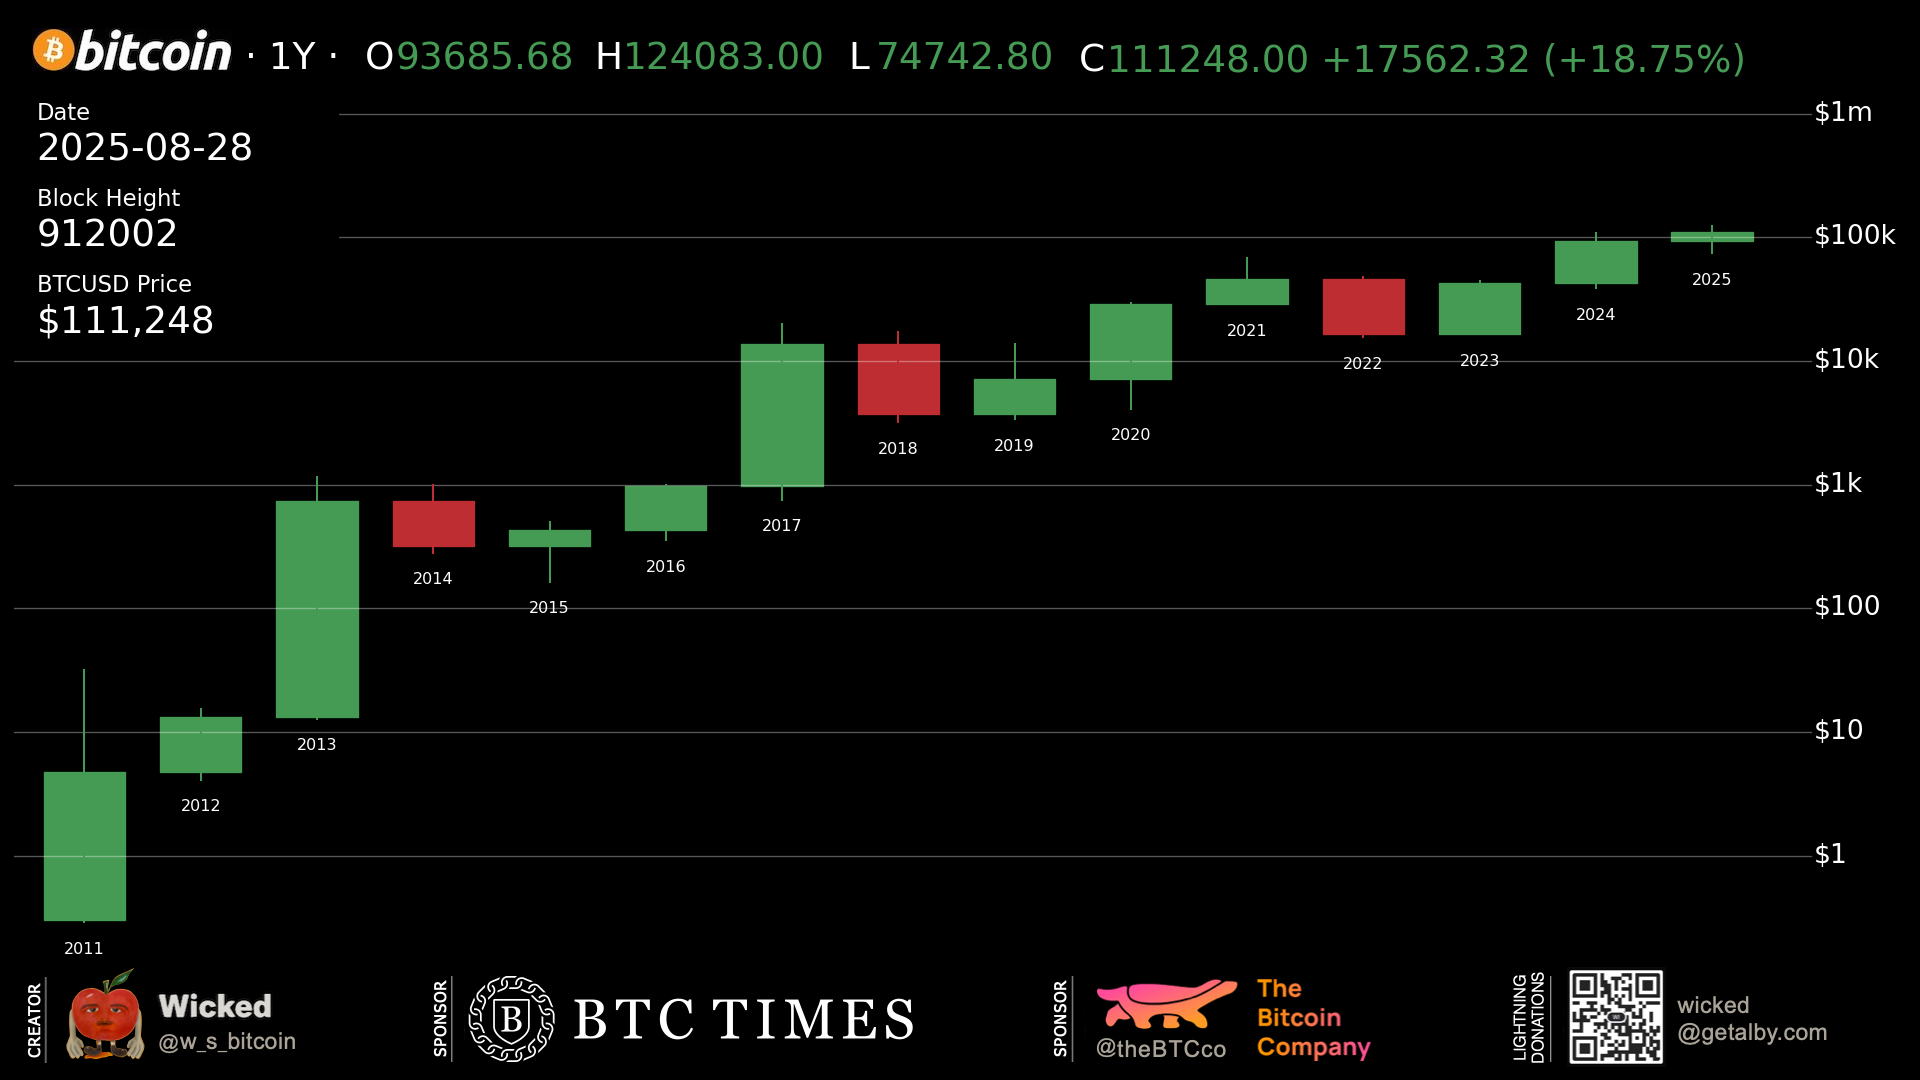 bitcoin · 1Y · O93685.68 H124083.00 L74742.80 C111248.00 +17562.32 (+18.75%)
Date
2025-08-28
Block Height
912002
BTCUSD Price
$111,248
$1m
$100k
$10k
$1k
$100
$10
$1
2011
2012
2013
2014
2015
2016
2017
2018
2019
2020
2021
2022
2023
2024
2025
CREATOR
Wicked
@w_s_bitcoin
SPONSOR
B
BTC TIMES
SPONSOR
@theBTCco
The
Bitcoin
Company
LIGHTNING
DONATIONS
wicked
@getalby.com